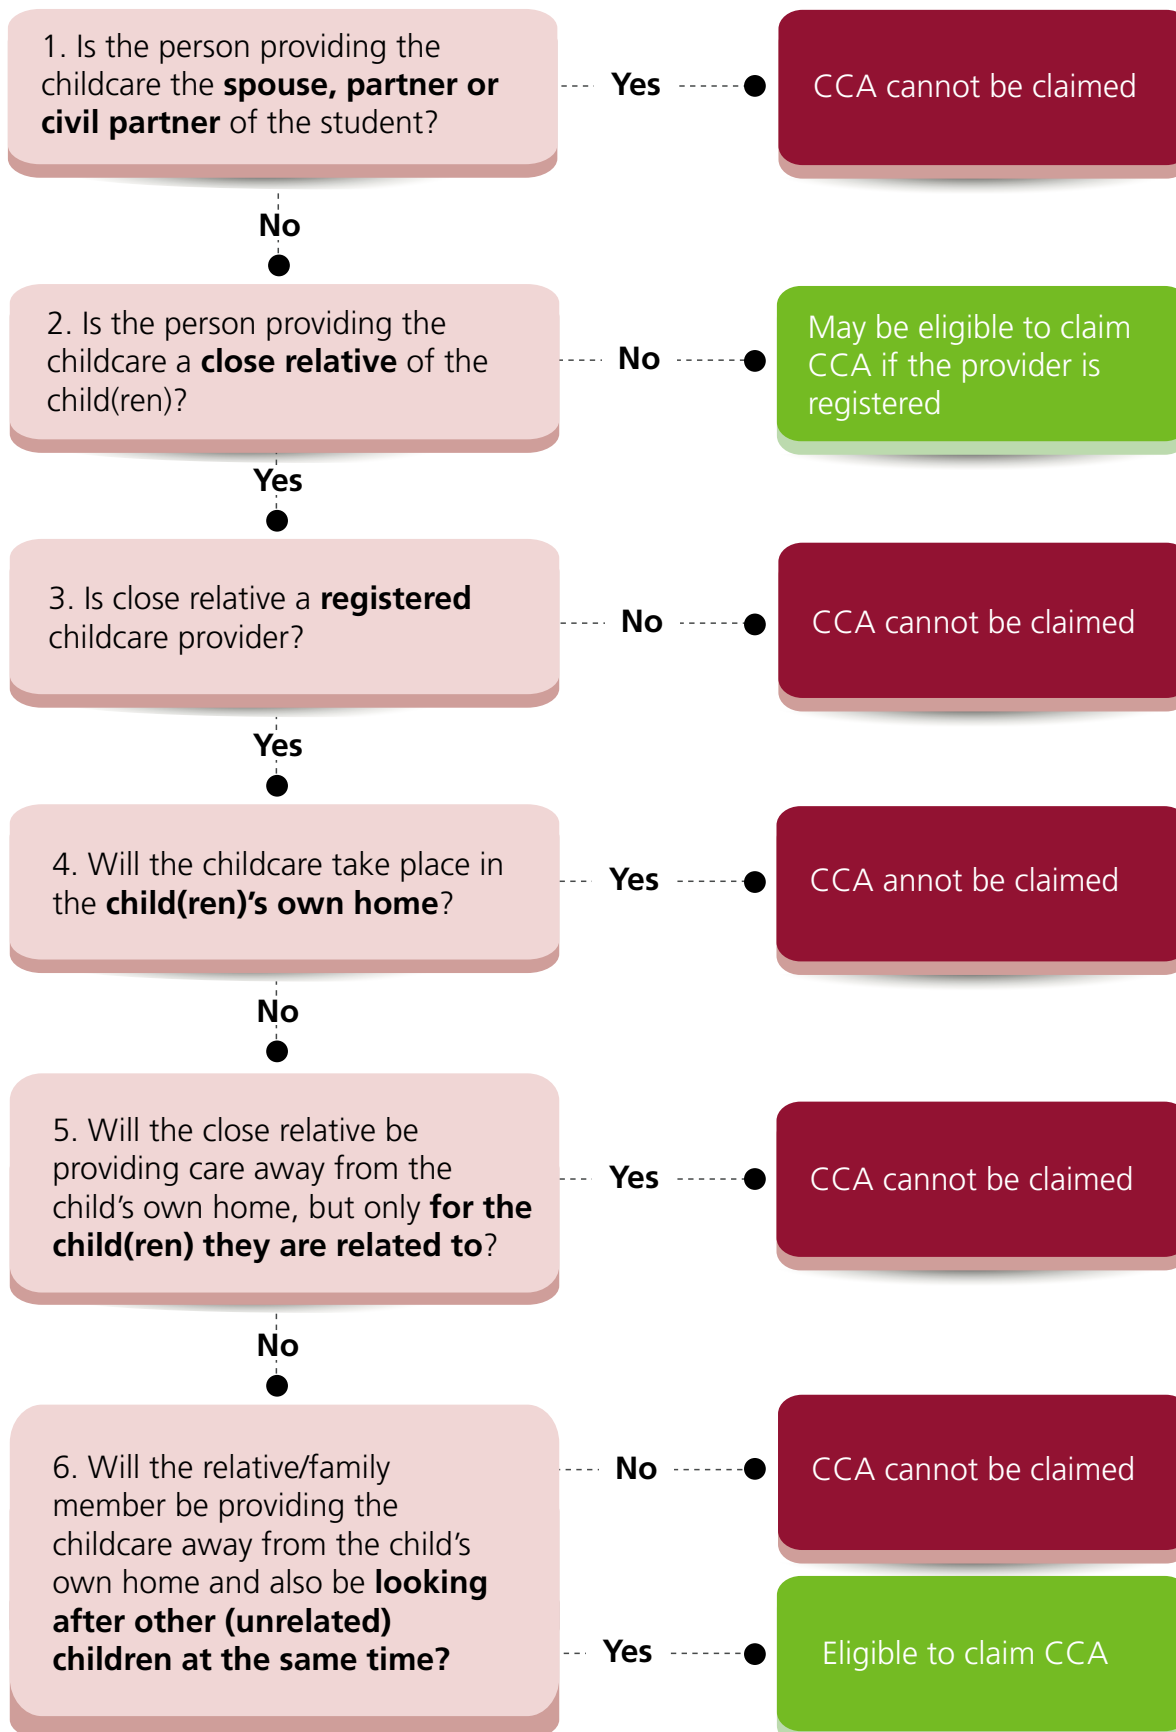 1. Is the person providing the
childcare the spouse, partner or
civil partner of the student?
Yes
CCA cannot be claimed
No
2. Is the person providing the
childcare a close relative of the
child(ren)?
No
May be eligible to claim
CCA if the provider is
registered
Yes
3. Is close relative a registered
childcare provider?
No
CCA cannot be claimed
Yes
4. Will the childcare take place in
the child(ren)'s own home?
Yes
CCA annot be claimed
No
5. Will the close relative be
providing care away from the
child's own home, but only for the
child(ren) they are related to?
Yes
CCA cannot be claimed
No
6. Will the relative/family
member be providing the
childcare away from the child's
own home and also be looking
after other (unrelated)
children at the same time?
No
CCA cannot be claimed
Yes
Eligible to claim CCA